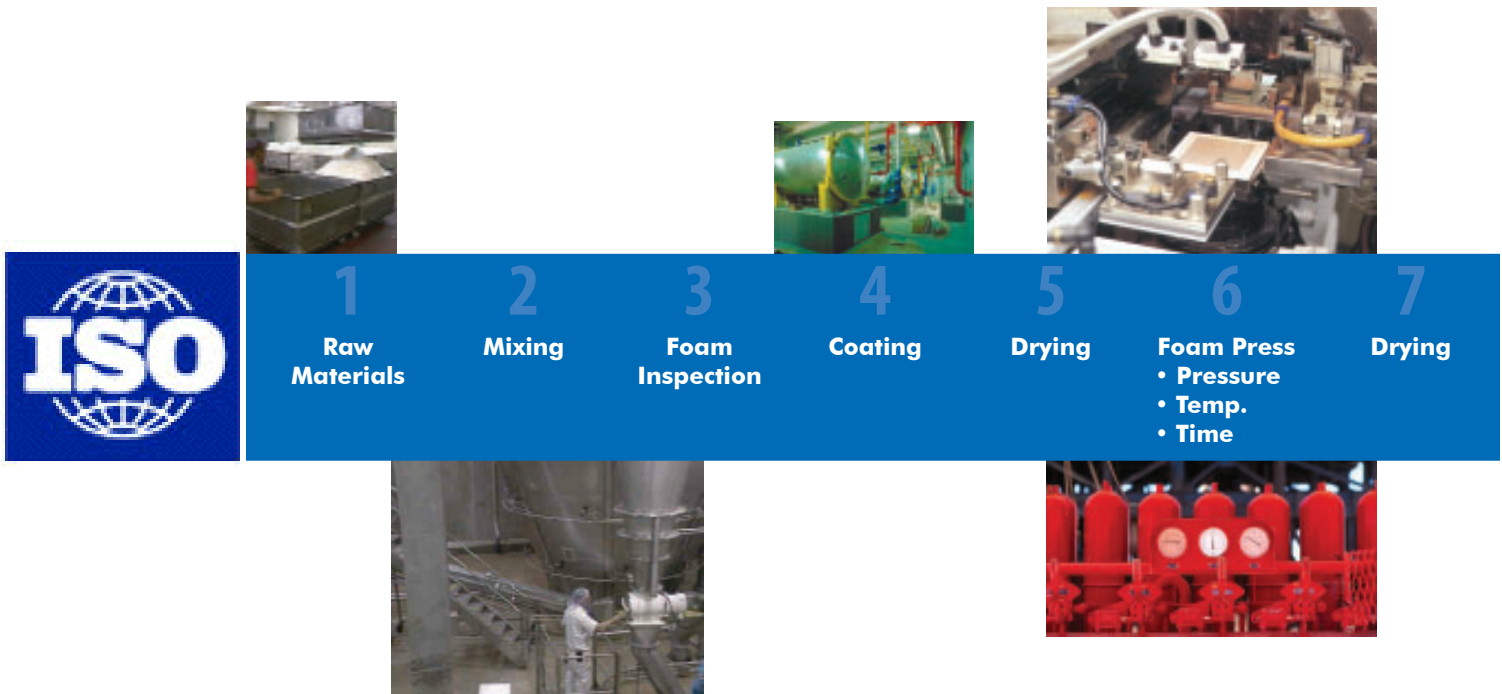 ISO
1
Raw
Materials
2
Mixing
3
Foam
Inspection
4
Coating
5
Drying
6
Foam Press
• Pressure
• Temp.
• Time
7
Drying